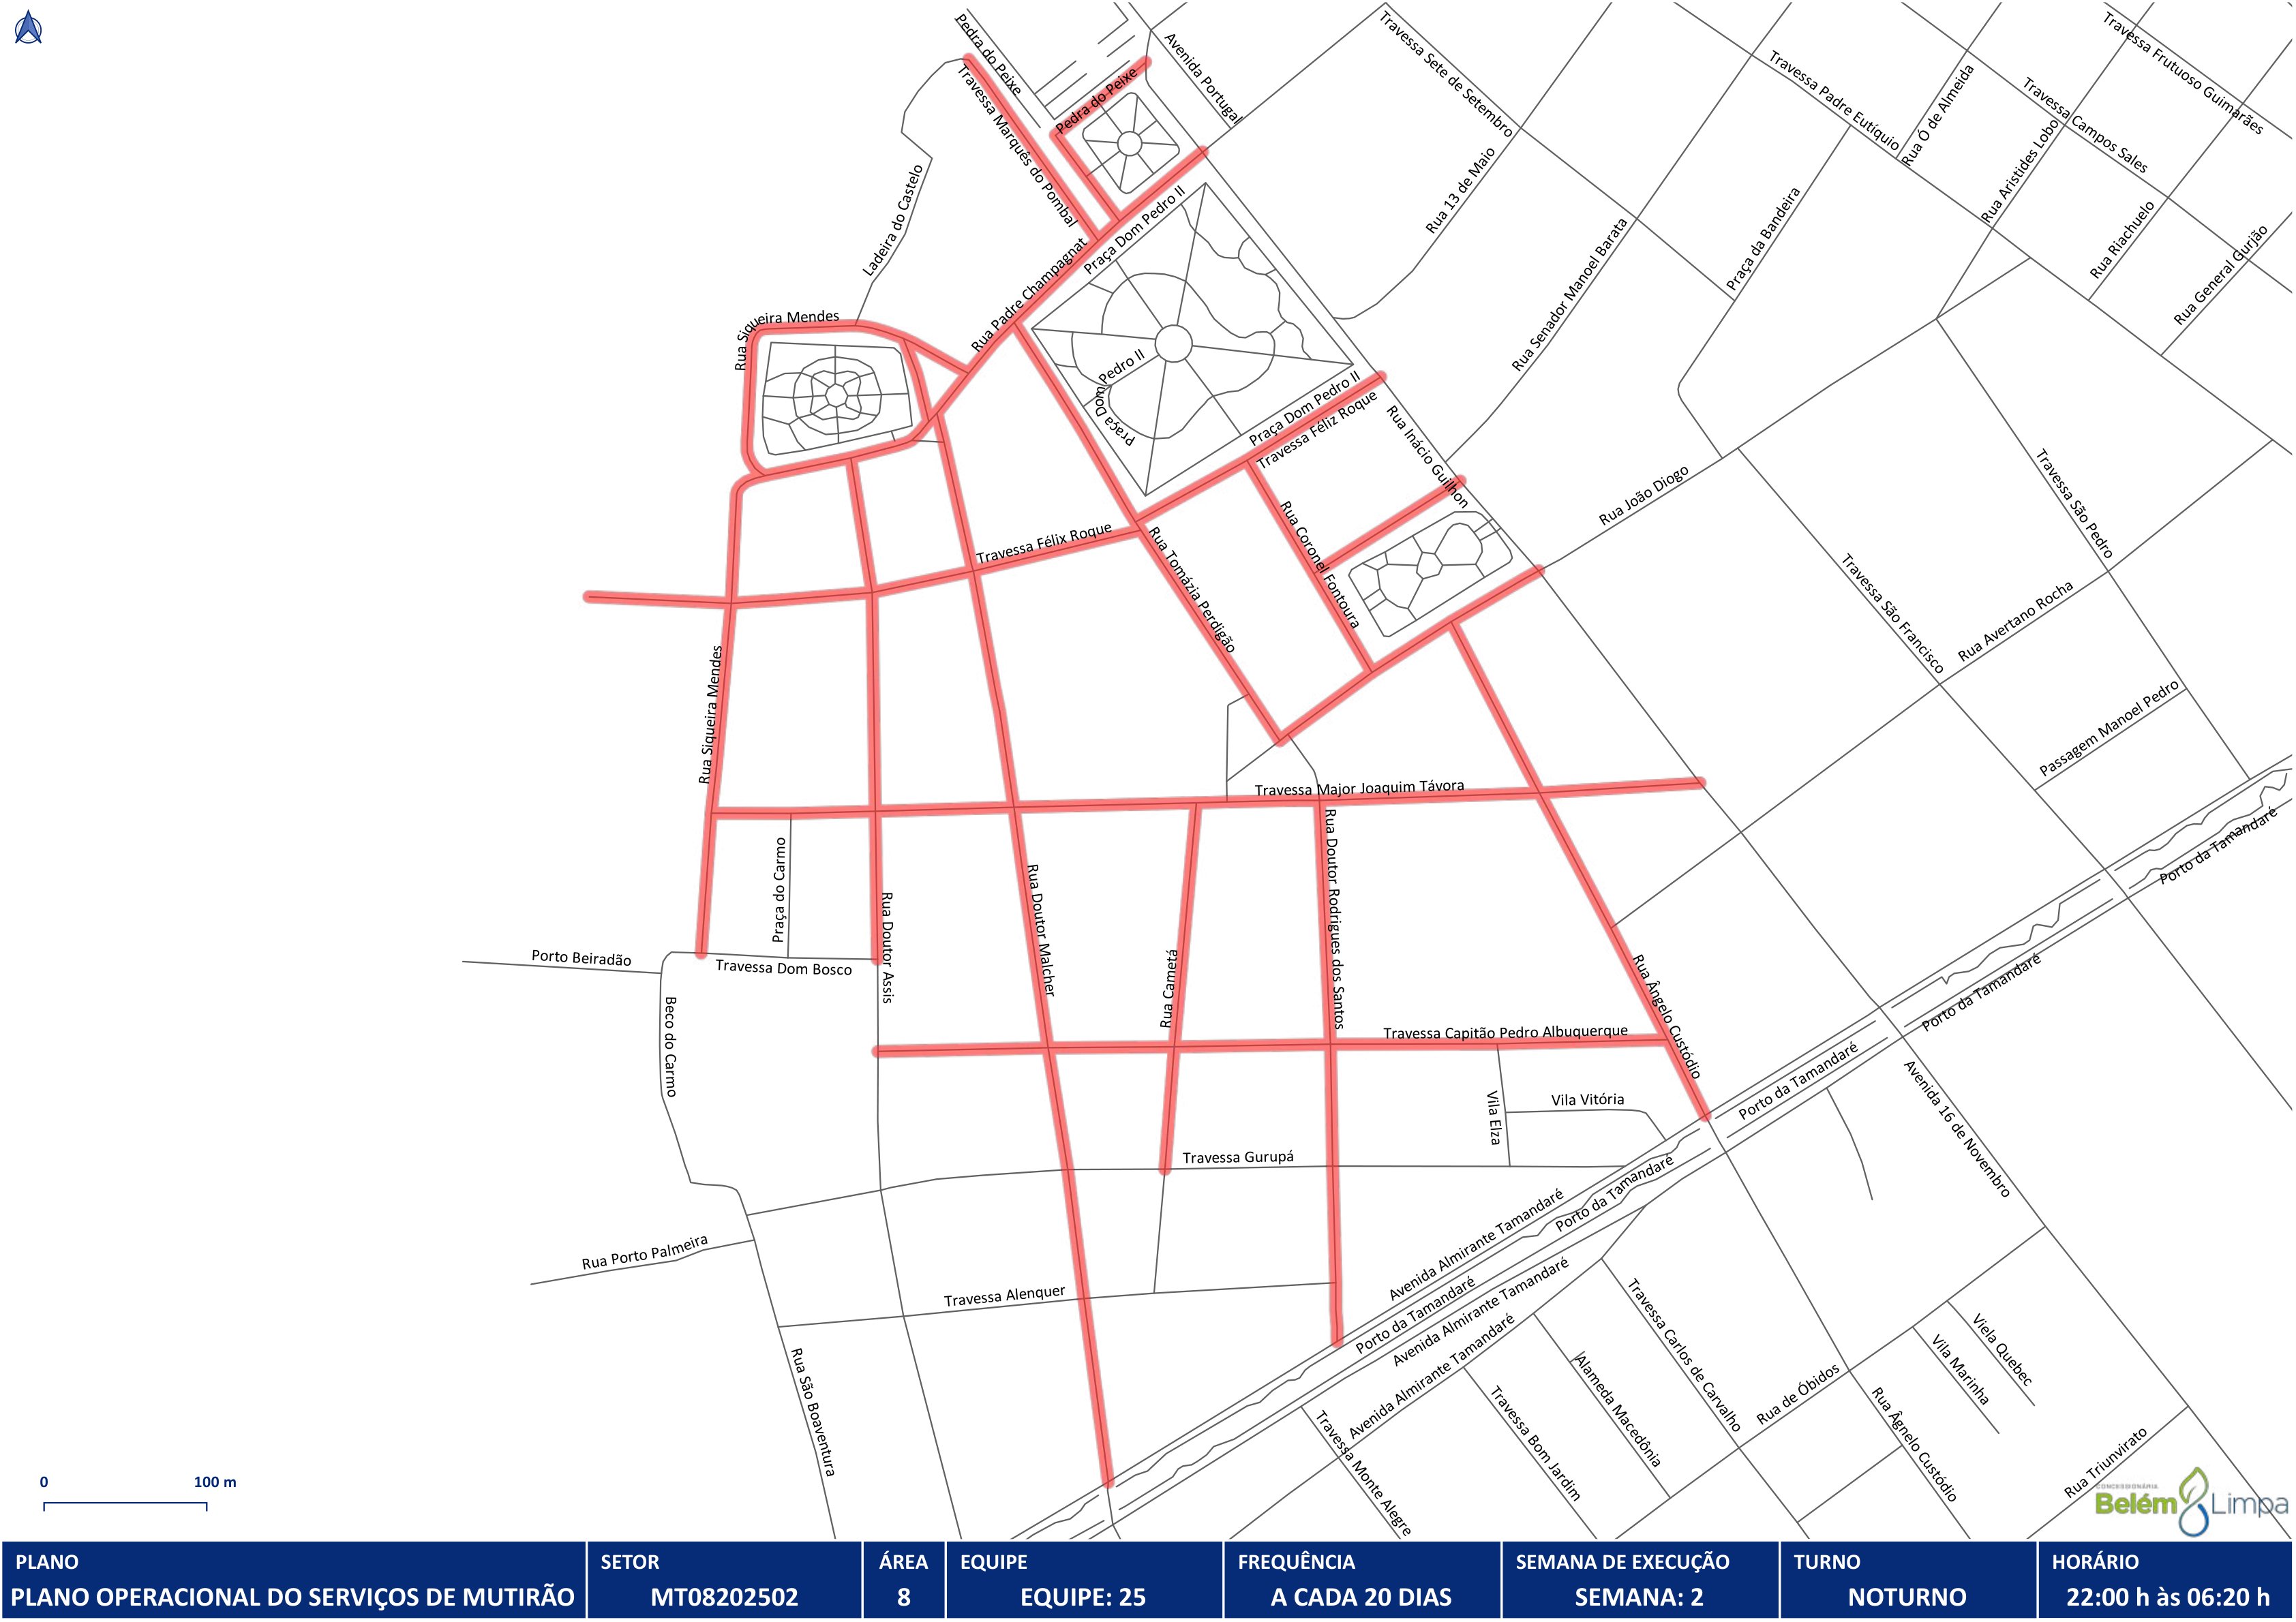 Pedra do Peixe
Avenida Portugal
Travessa Sete de Setembro
Travessa Frutuoso Guimarães
Travessa Padre Eutíquio
Rua Ó de Almeida
Travessa Campos Sales
Pedra do Peixe
Travessa Marquês do Pombal
Rua Aristides Lobo
Rua 13 de Maio
Ladeira do Castelo
Praça Dom Pedro II
Praça da Bandeira
Rua Riachuelo
Rua General Gurjão
Rua Senador Manoel Barata
Rua Padre Champagnat
Rua Siqueira Mendes
Praça Dom Pedro II
Praça Dom Pedro II
Travessa Féliz Roque
Rua Inácio Guilhon
Rua João Diogo
Travessa São Pedro
Travessa Félix Roque
Rua Coronel Fontoura
Rua Tomázia Perdigão
Travessa São Francisco
Rua Avertano Rocha
Rua Siqueira Mendes
Passagem Manoel Pedro
Travessa Major Joaquim Távora
Porto da Tamandaré
Praça do Carmo
Rua Doutor Rodrigues dos Santos
Rua Doutor Malcher
Rua Doutor Assis
Rua Cametá
Porto Beiradão
Travessa Dom Bosco
Rua Ângelo Custódio
Porto da Tamandaré
Beco do Carmo
Travessa Capitão Pedro Albuquerque
Porto da Tamandaré
Vila Elza
Vila Vitória
Avenida 16 de Novembro
Travessa Gurupá
Porto da Tamandaré
Avenida Almirante Tamandaré
Rua Porto Palmeira
Travessa Alenquer
Porto da Tamandaré
Avenida Almirante Tamandaré
Avenida Almirante Tamandaré
Travessa Carlos de Carvalho
Viela Quebec
Vila Marinha
Rua São Boaventura
Alameda Macedônia
Rua de Óbidos
Travessa Bom Jardim
Rua Âgnelo Custódio
Travessa Monte Alegre
Rua Triunvirato
0 100 m
CONCESSIONÁRIA
Belém Limpa
PLANO SETOR ÁREA EQUIPE FREQUÊNCIA SEMANA DE EXECUÇÃO TURNO HORÁRIO
PLANO OPERACIONAL DO SERVIÇOS DE MUTIRÃO MT08202502 8 EQUIPE: 25 A CADA 20 DIAS SEMANA: 2 NOTURNO 22:00 h às 06:20 h